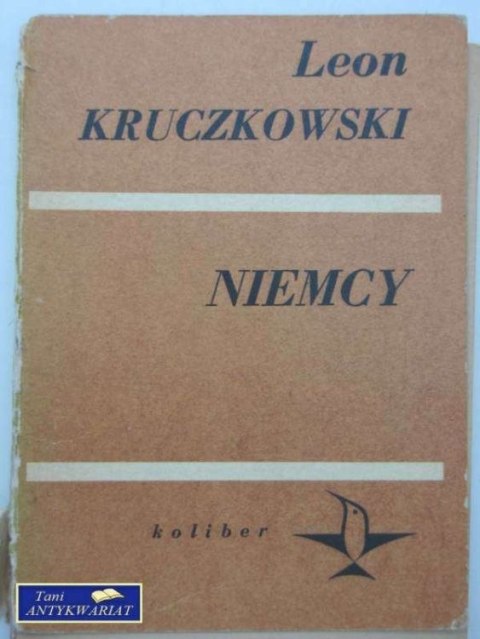 Leon
KRUCZKOWSKI
NIEMCY
koliber
Tani
ANTYKWARIAT